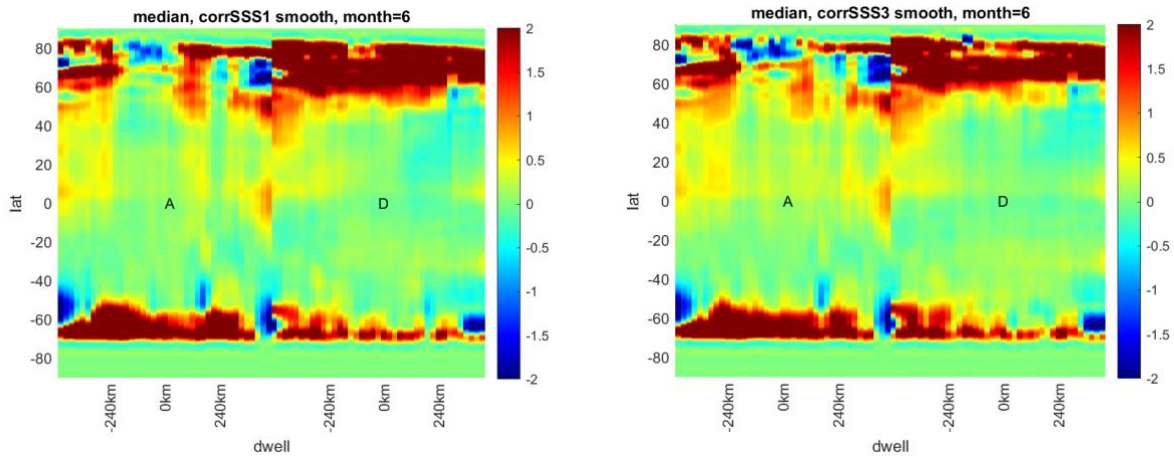 median, corrSSS1 smooth, month=6
80
60
40
20
0
-20
-40
-60
-80
lat
A
D
-240km
0km
240km
-240km
0km
240km
dwell
2
1.5
1
0.5
0
-0.5
-1
-1.5
-2
median, corrSSS3 smooth, month=6
80
60
40
20
0
-20
-40
-60
-80
lat
A
D
-240km
0km
240km
-240km
0km
240km
dwell
2
1.5
1
0.5
0
-0.5
-1
-1.5
-2